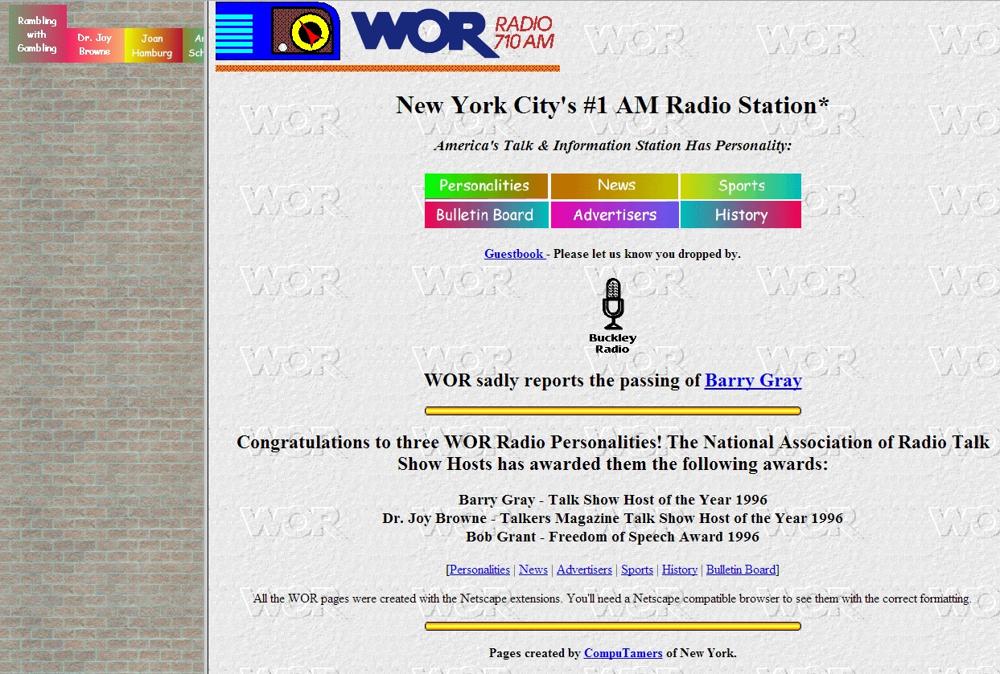 Rambling
with
Gambling
Dr. Joy
Browne
Joan
Hamburg
WOR
RADIO
710 AM
New York City's #1 AM Radio Station*
America's Talk & Information Station Has Personality:
Personalities
News
Sports
Bulletin Board
Advertisers
History
Guestbook - Please let us know you dropped by.
Buckley
Radio
WOR sadly reports the passing of Barry Gray
Congratulations to three WOR Radio Personalities! The National Association of Radio Talk
Show Hosts has awarded them the following awards:
Barry Gray - Talk Show Host of the Year 1996
Dr. Joy Browne - Talkers Magazine Talk Show Host of the Year 1996
Bob Grant - Freedom of Speech Award 1996
[Personalities | News | Advertisers | Sports | History | Bulletin Board]
All the WOR pages were created with the Netscape extensions. You'll need a Netscape compatible browser to see them with the correct formatting.
Pages created by CompuTamers of New York.